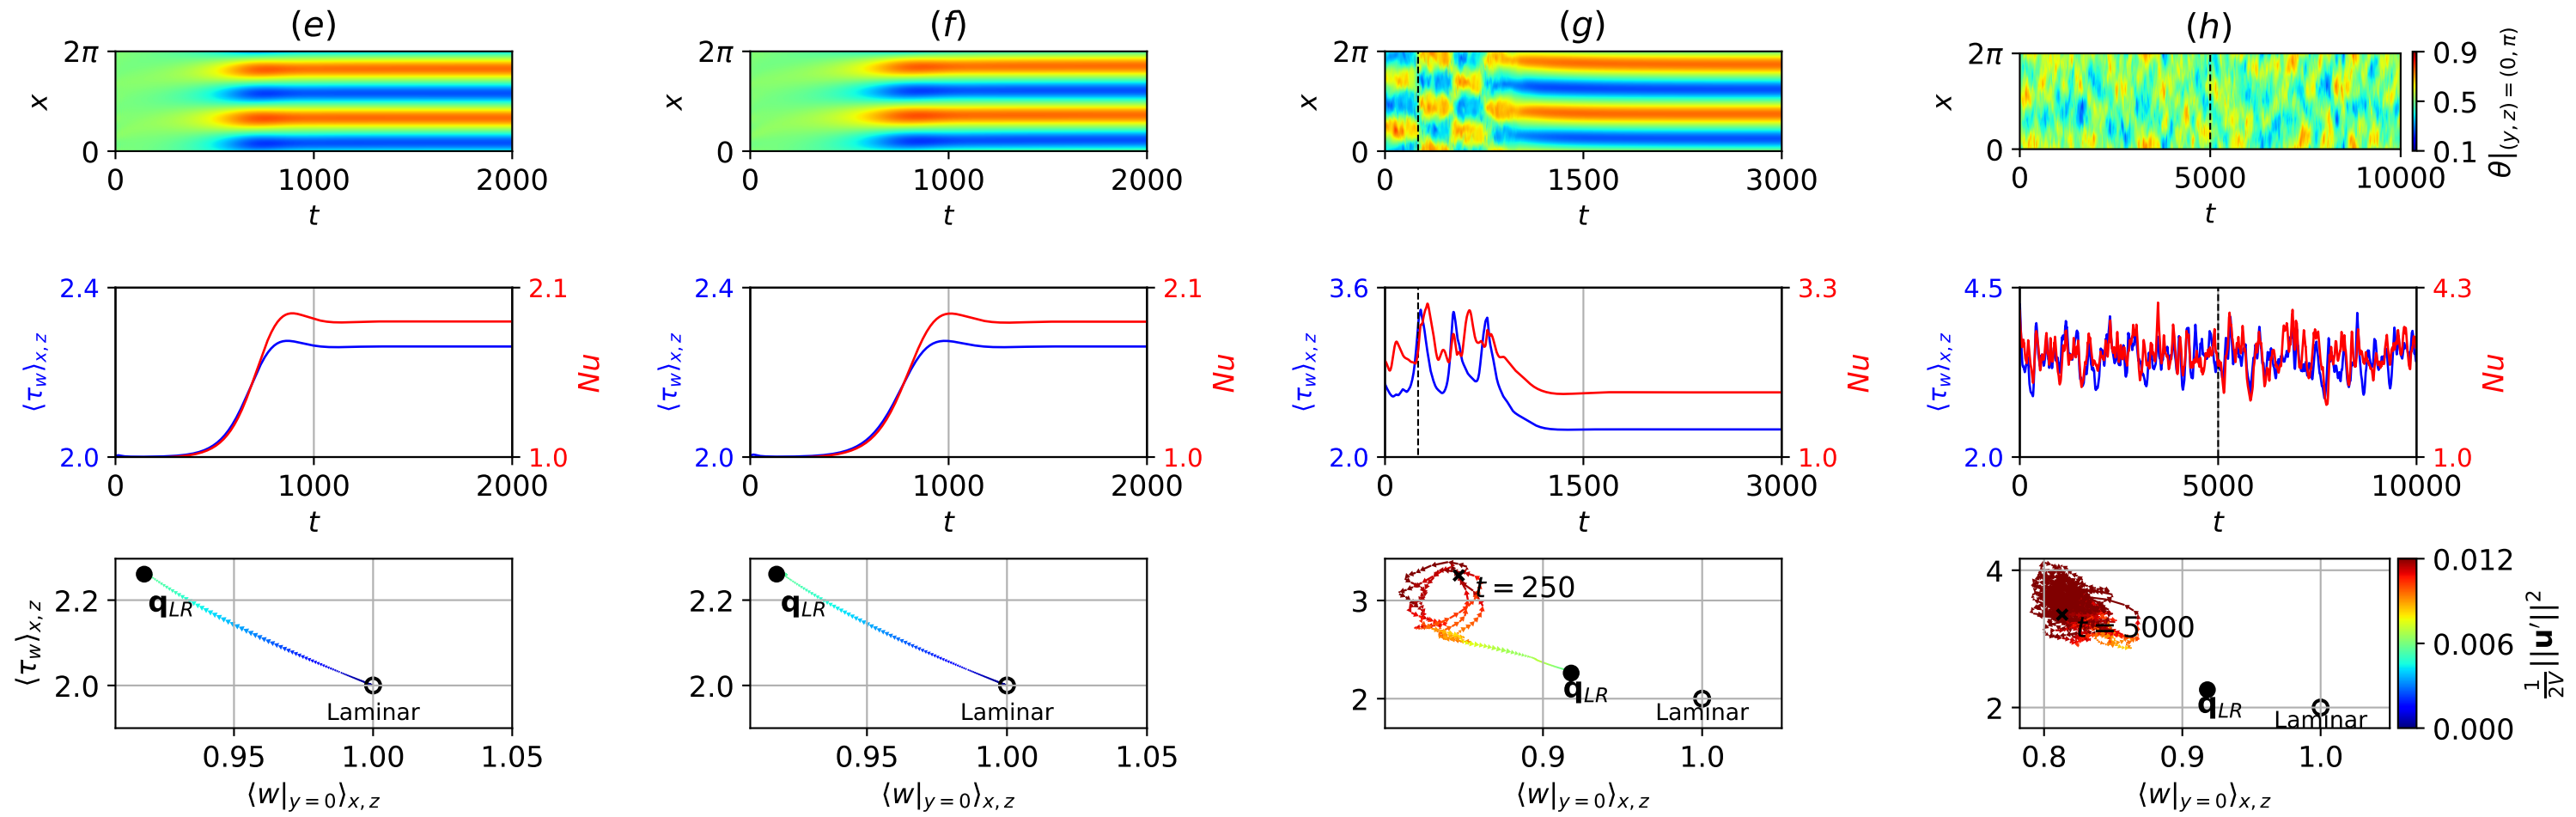 (e) (f) (g) (h)
2π 2π 2π 2π 0.9
x x x x 0.5 θ|(y, z) = (0, π)
0 0 0 0 0.1
0 1000 2000 0 1000 2000 0 1500 3000 0 5000 10000
t t t t
2.4 2.1 2.4 2.1 3.6 3.3 4.5 4.3
⟨τw⟩x, z Nu ⟨τw⟩x, z Nu ⟨τw⟩x, z Nu ⟨τw⟩x, z Nu
2.0 1.0 2.0 1.0 2.0 1.0 2.0 1.0
0 1000 2000 0 1000 2000 0 1500 3000 0 5000 10000
t t t t
⟨τw⟩x, z
2.2 qLR 2.2 qLR 3 t = 250 4 t = 5000 0.012
2.0 Laminar 2.0 Laminar 2 qLR Laminar 2 qLR Laminar 0.006 1/2V ||u′||2
0.000
0.95 1.00 1.05 0.95 1.00 1.05 0.9 1.0 0.8 0.9 1.0
⟨w|y = 0⟩x, z ⟨w|y = 0⟩x, z ⟨w|y = 0⟩x, z ⟨w|y = 0⟩x, z